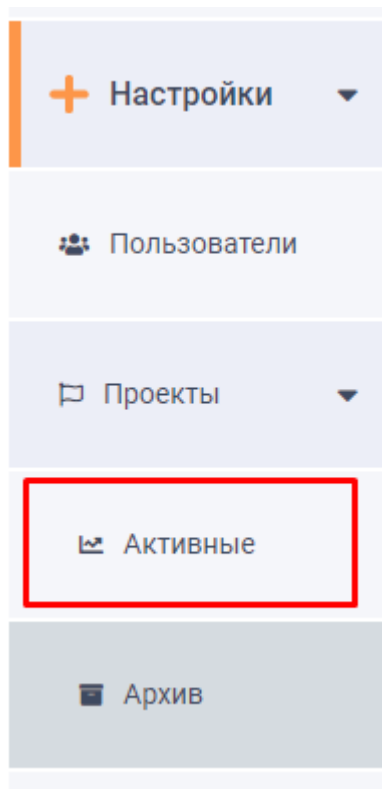 Настройки
Пользователи
Проекты
Активные
Архив